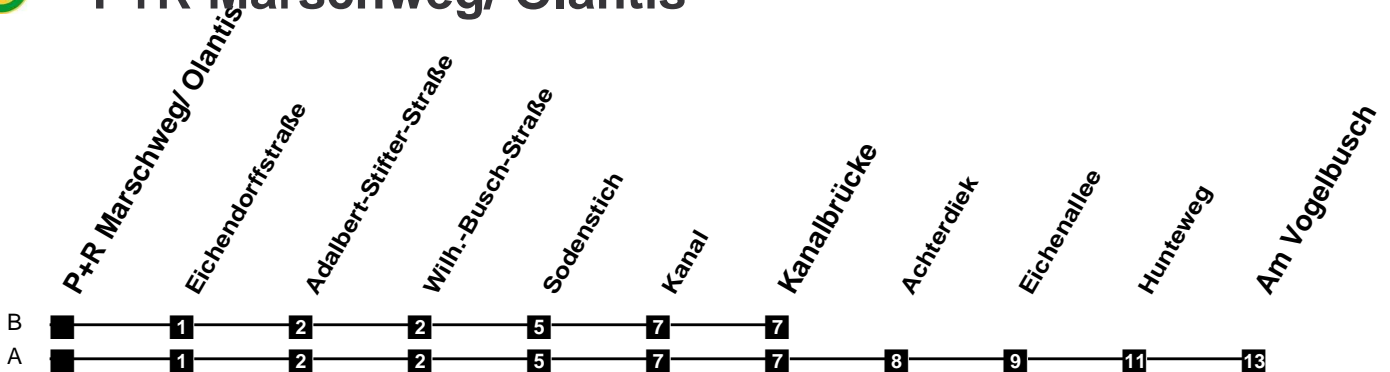 P+R Marschweg/ Olantis
P+R Marschweg/ Olantis
Eichendorffstraße
Adalbert-Stifter-Straße
Wilh.-Busch-Straße
Sodenstich
Kanal
Kanalbrücke
Achterdiek
Eichenallee
Hunteweg
Am Vogelbusch
B 1 2 2 5 7 7
A 1 2 2 5 7 7 8 9 11 13